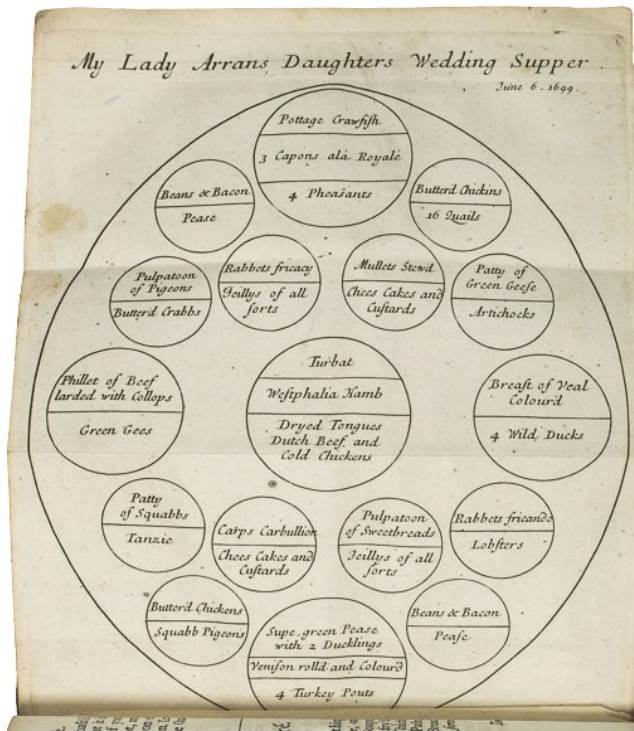 My Lady Arrans Daughters Wedding Supper
June 6. 1699.
Pottage Crawfish
3 Capons alá Royalé
4 Pheasants
Beans & Bacon
Pease
Butterd Chickins
16 Quails
Pulpatoon
of Pigeons
Butterd Crabbs
Rabbets fricacy
Jeillys of all
sorts
Mullets Stewd
Chees Cakes and
Custards
Patty of
Green Geese
Artichocks
Phillet of Beef
larded with Collops
Green Gees
Turbat
Westphalia Hamb
Dryed Tongues
Dutch Beef and
Cold Chickens
Breast of Veal
Colourd
4 Wild Ducks
Patty
of Squabbs
Tanzie
Carps Carbullion
Chees Cakes and
Custards
Pulpatoon
of Sweetbreads
Jeillys of all
sorts
Rabbets fricande
Lobsters
Butterd Chickens
Squabb Pigeons
Supe, green Pease
with 2 Ducklings
Venison rolld and Colourd
4 Turkey Pouts
Beans & Bacon
Pease